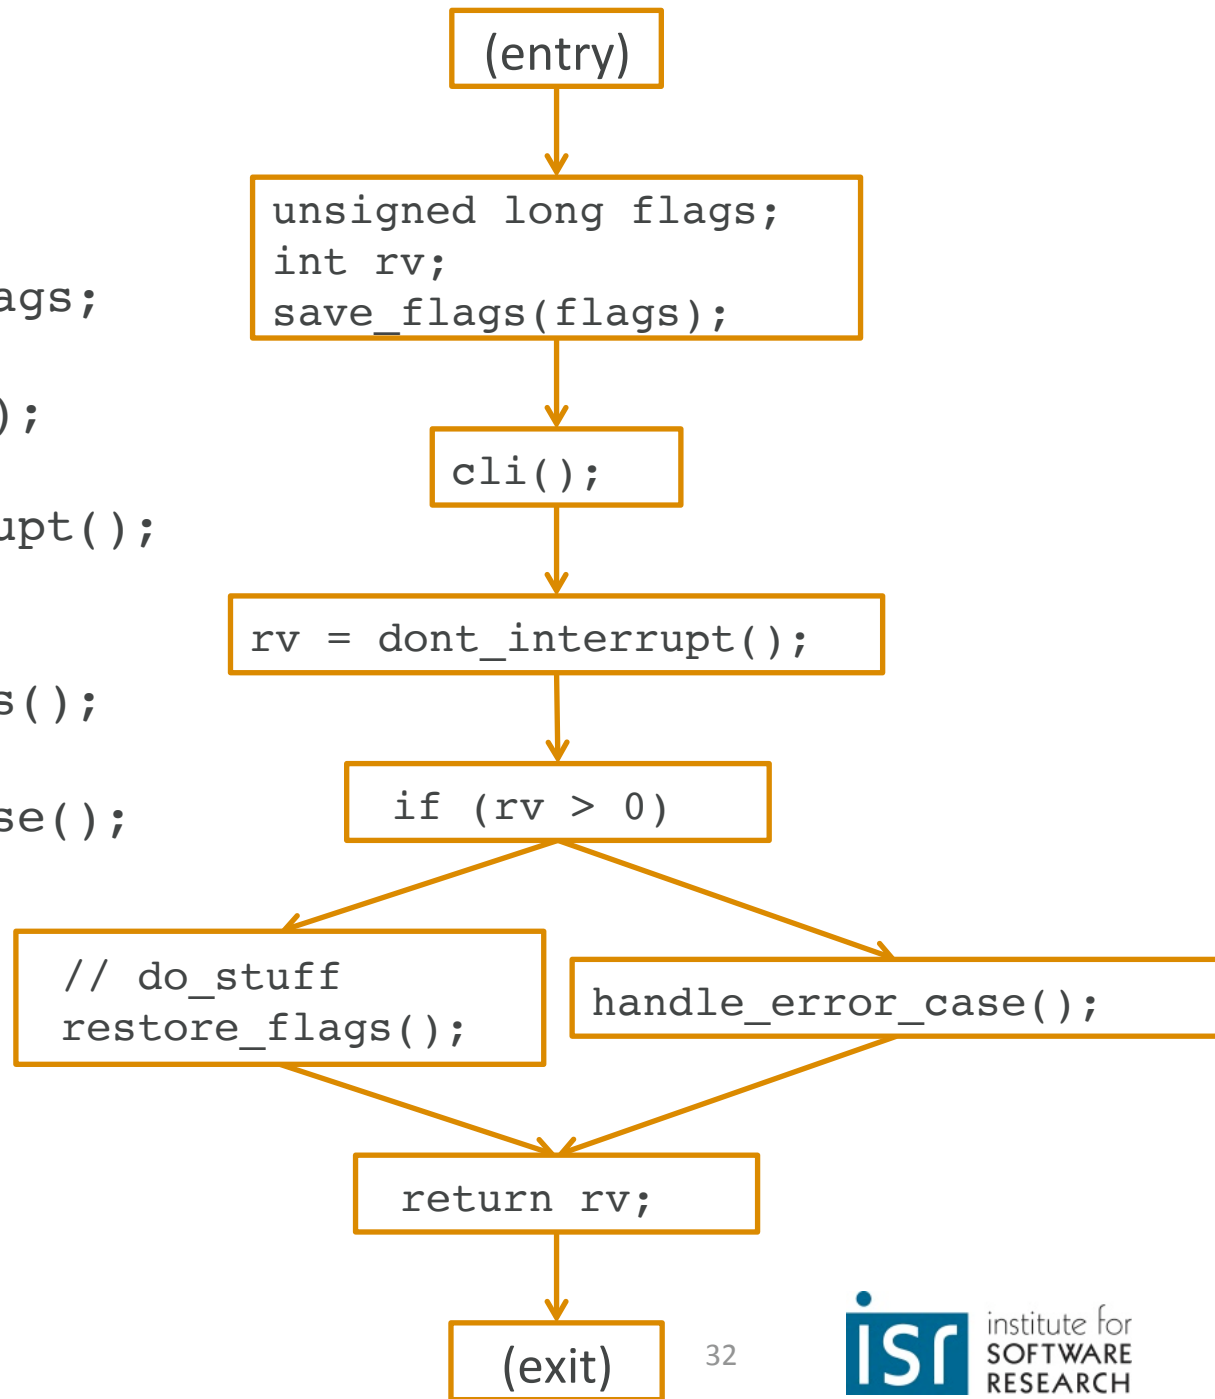 ags;
);
upt();
s();
se();
(entry)
unsigned long flags;
int rv;
save_flags(flags);
cli();
rv = dont_interrupt();
if (rv > 0)
// do_stuff
restore_flags();
handle_error_case();
return rv;
(exit)
32
isr
institute for
SOFTWARE
RESEARCH